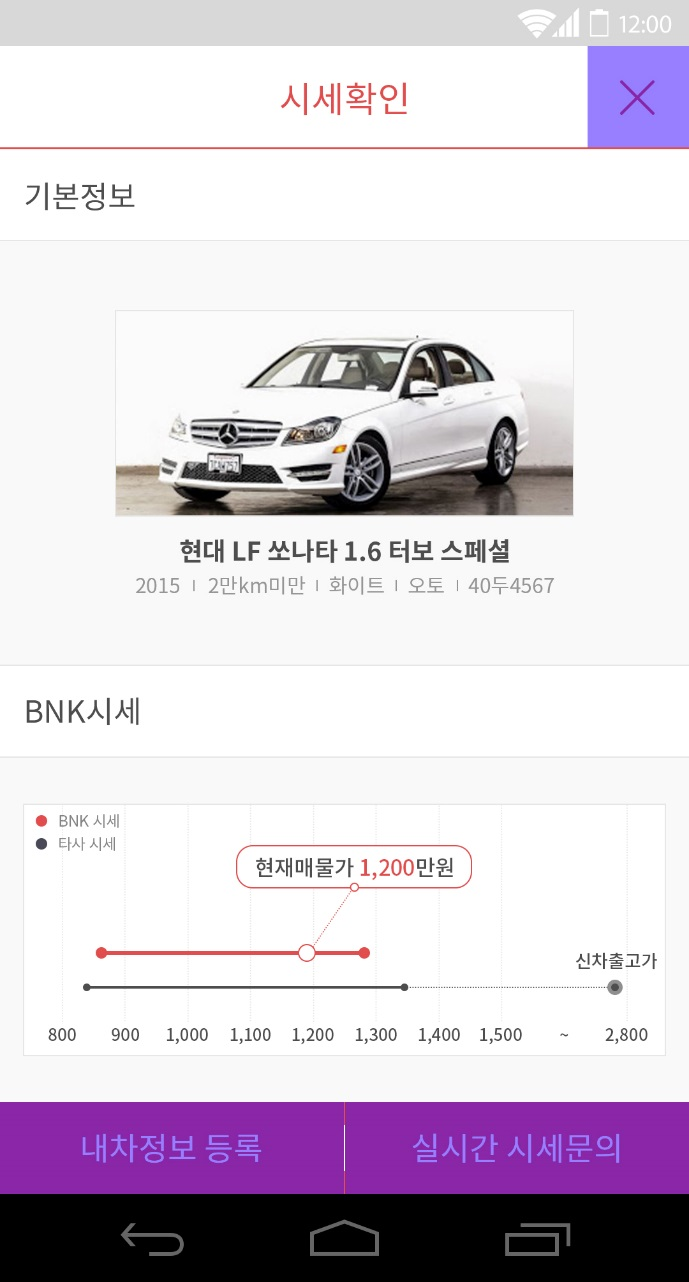 12:00
시세확인
기본정보
현대 LF 쏘나타 1.6 터보 스페셜
2015 | 2만km미만 | 화이트 | 오토 | 40두4567
BNK시세
BNK 시세
타사 시세
현재매물가 1,200만원
신차출고가
800 900 1,000 1,100 1,200 1,300 1,400 1,500 ~ 2,800
내차정보 등록 실시간 시세문의